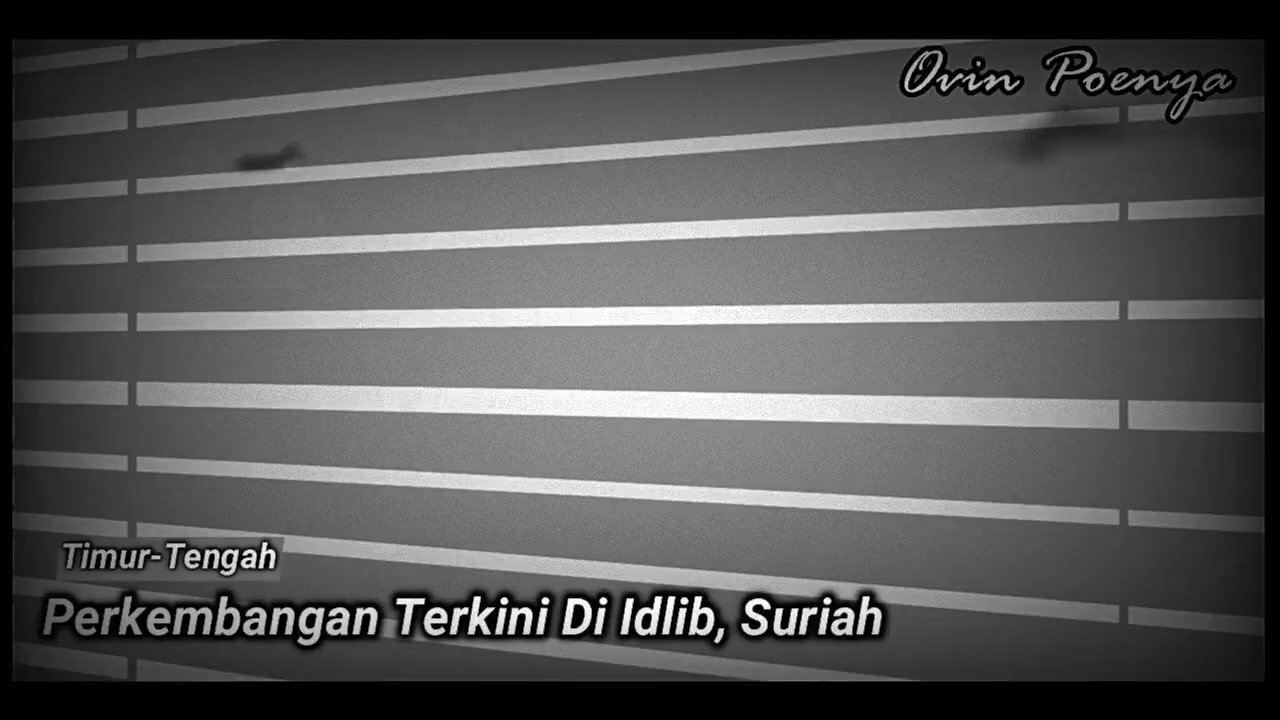 Ovin Poenya
Timur-Tengah
Perkembangan Terkini Di Idlib, Suriah